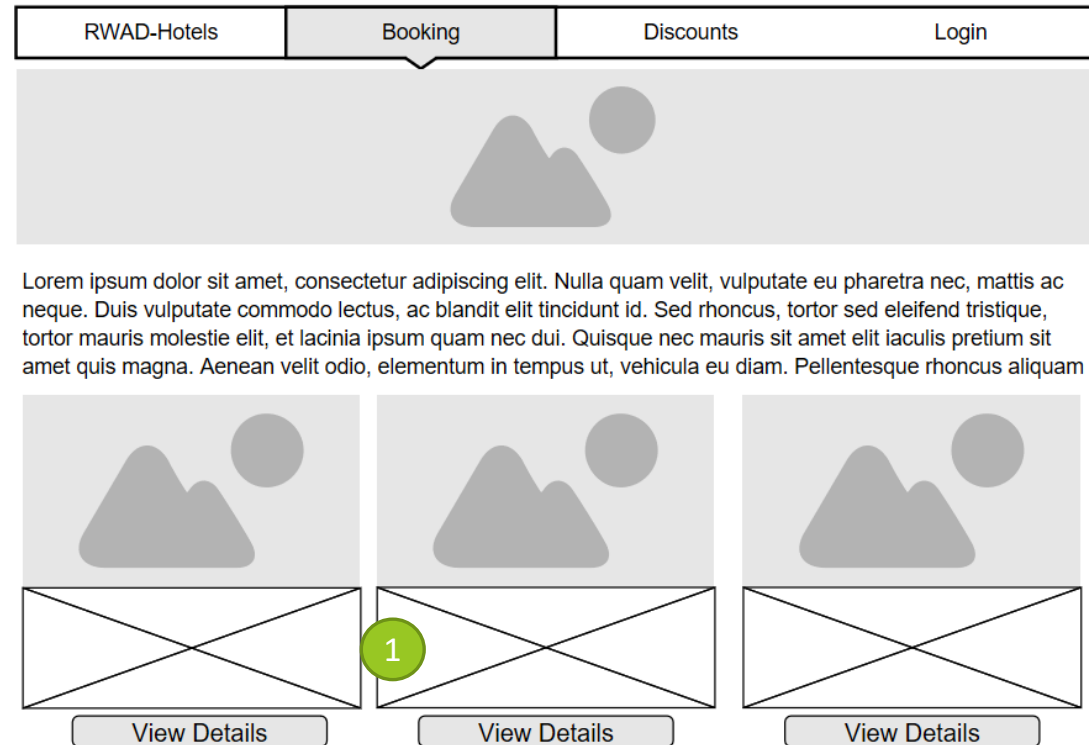 RWAD-Hotels Booking Discounts Login
Lorem ipsum dolor sit amet, consectetur adipiscing elit. Nulla quam velit, vulputate eu pharetra nec, mattis ac
neque. Duis vulputate commodo lectus, ac blandit elit tincidunt id. Sed rhoncus, tortor sed eleifend tristique,
tortor mauris molestie elit, et lacinia ipsum quam nec dui. Quisque nec mauris sit amet elit iaculis pretium sit
amet quis magna. Aenean velit odio, elementum in tempus ut, vehicula eu diam. Pellentesque rhoncus aliquam
1
View Details View Details View Details